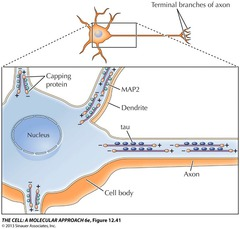 Terminal branches of axon
Capping
protein
MAP2
Dendrite
Nucleus
tau
Axon
Cell body
THE CELL: A MOLECULAR APPROACH 6e, Figure 12.41
© 2013 Sinauer Associates, Inc.